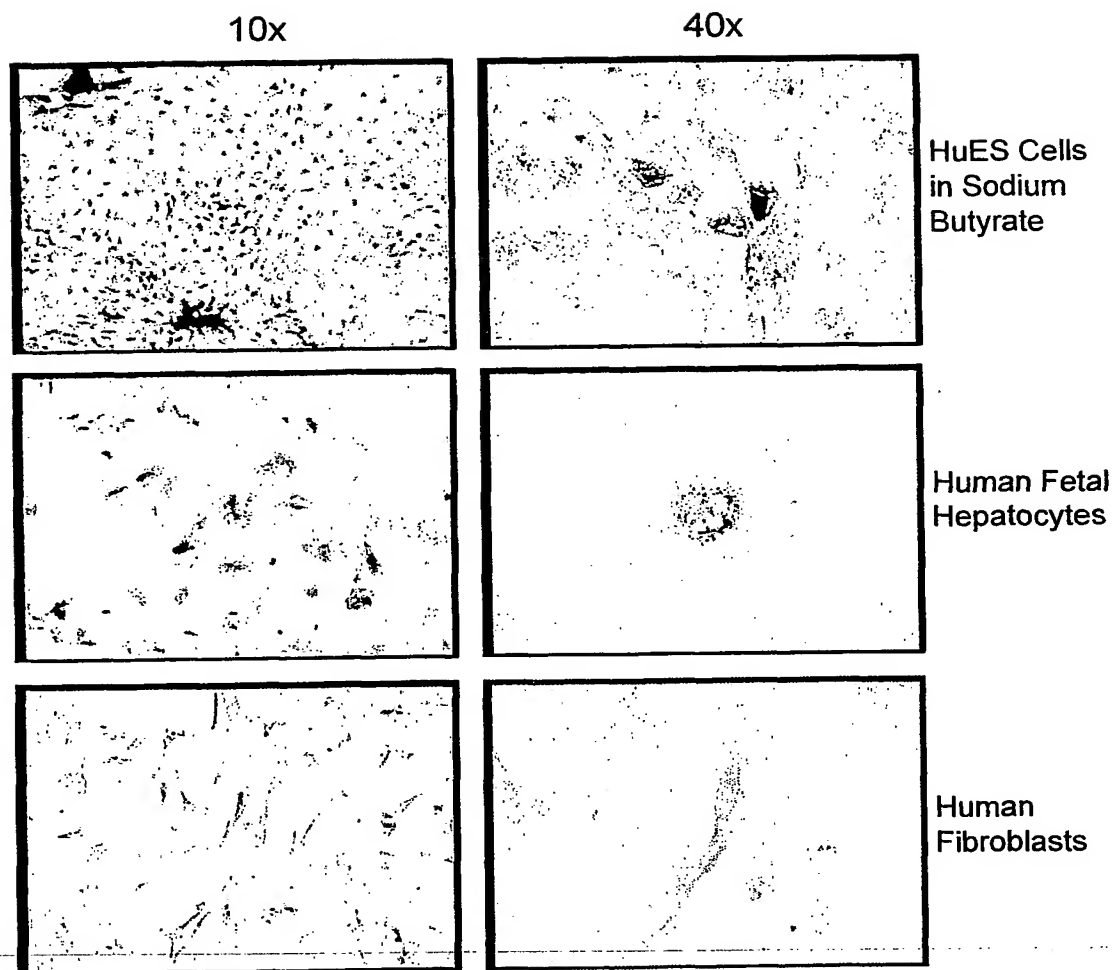 10x
40x
HuES Cells
in Sodium
Butyrate
Human Fetal
Hepatocytes
Human
Fibroblasts